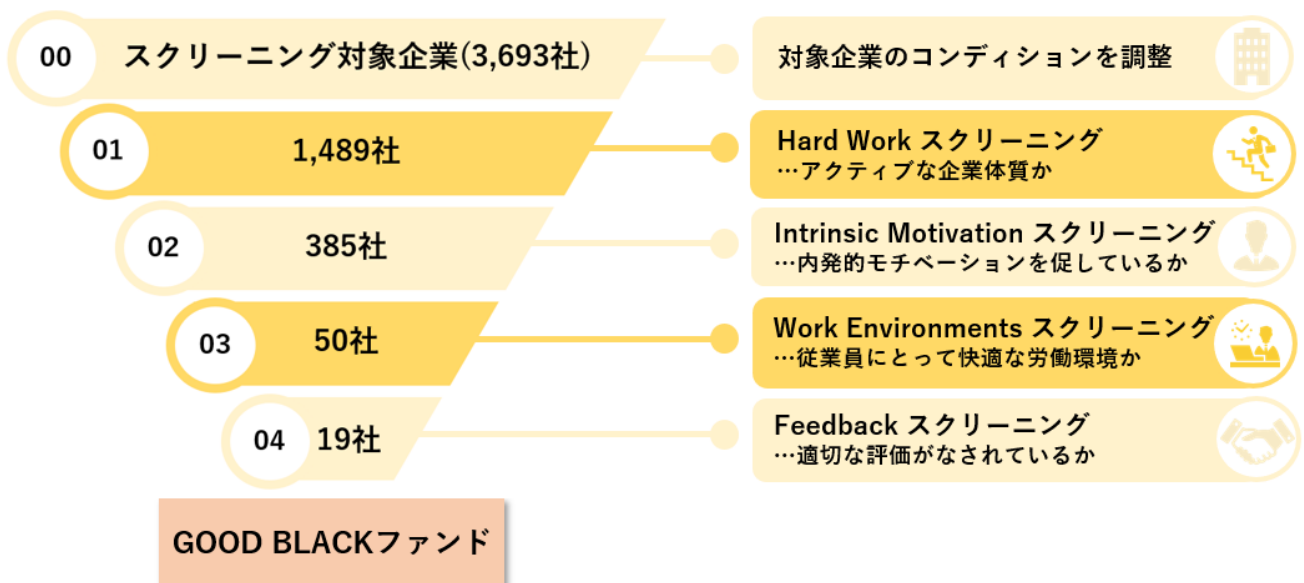 00
スクリーニング対象企業(3,693社)
対象企業のコンディションを調整
01
1,489社
Hard Work スクリーニング
…アクティブな企業体質か
02
385社
Intrinsic Motivation スクリーニング
…内発的モチベーションを促しているか
03
50社
Work Environments スクリーニング
…従業員にとって快適な労働環境か
04
19社
Feedback スクリーニング
…適切な評価がなされているか
GOOD BLACKファンド